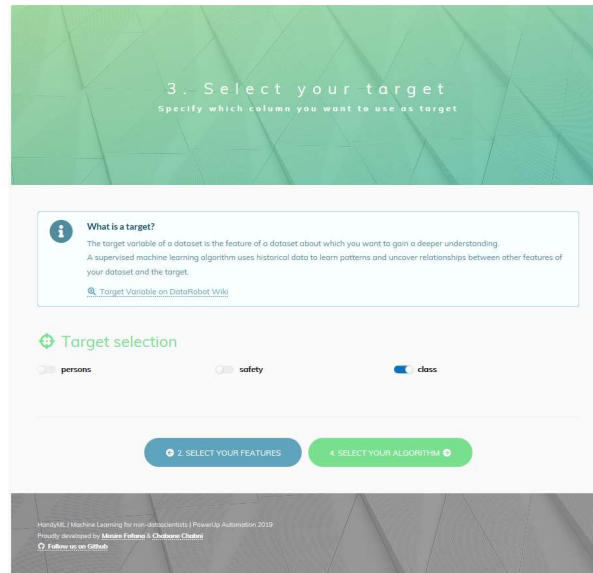 3. Select your target
Specify which column you want to use as target
What is a target?
The target variable of a dataset is the feature of a dataset about which you want to gain a deeper understanding.
A supervised machine learning algorithm uses historical data to learn patterns and uncover relationships between other features of
your dataset and the target.
Target Variable on DataRobot Wiki
Target selection
persons safety class
2. SELECT YOUR FEATURES 4. SELECT YOUR ALGORITHM
HandyML / Machine Learning for non-datascientists | PowerUp Automation 2019
Proudly developed by Masire Fofana & Chabane Chabni
Follow us on Github